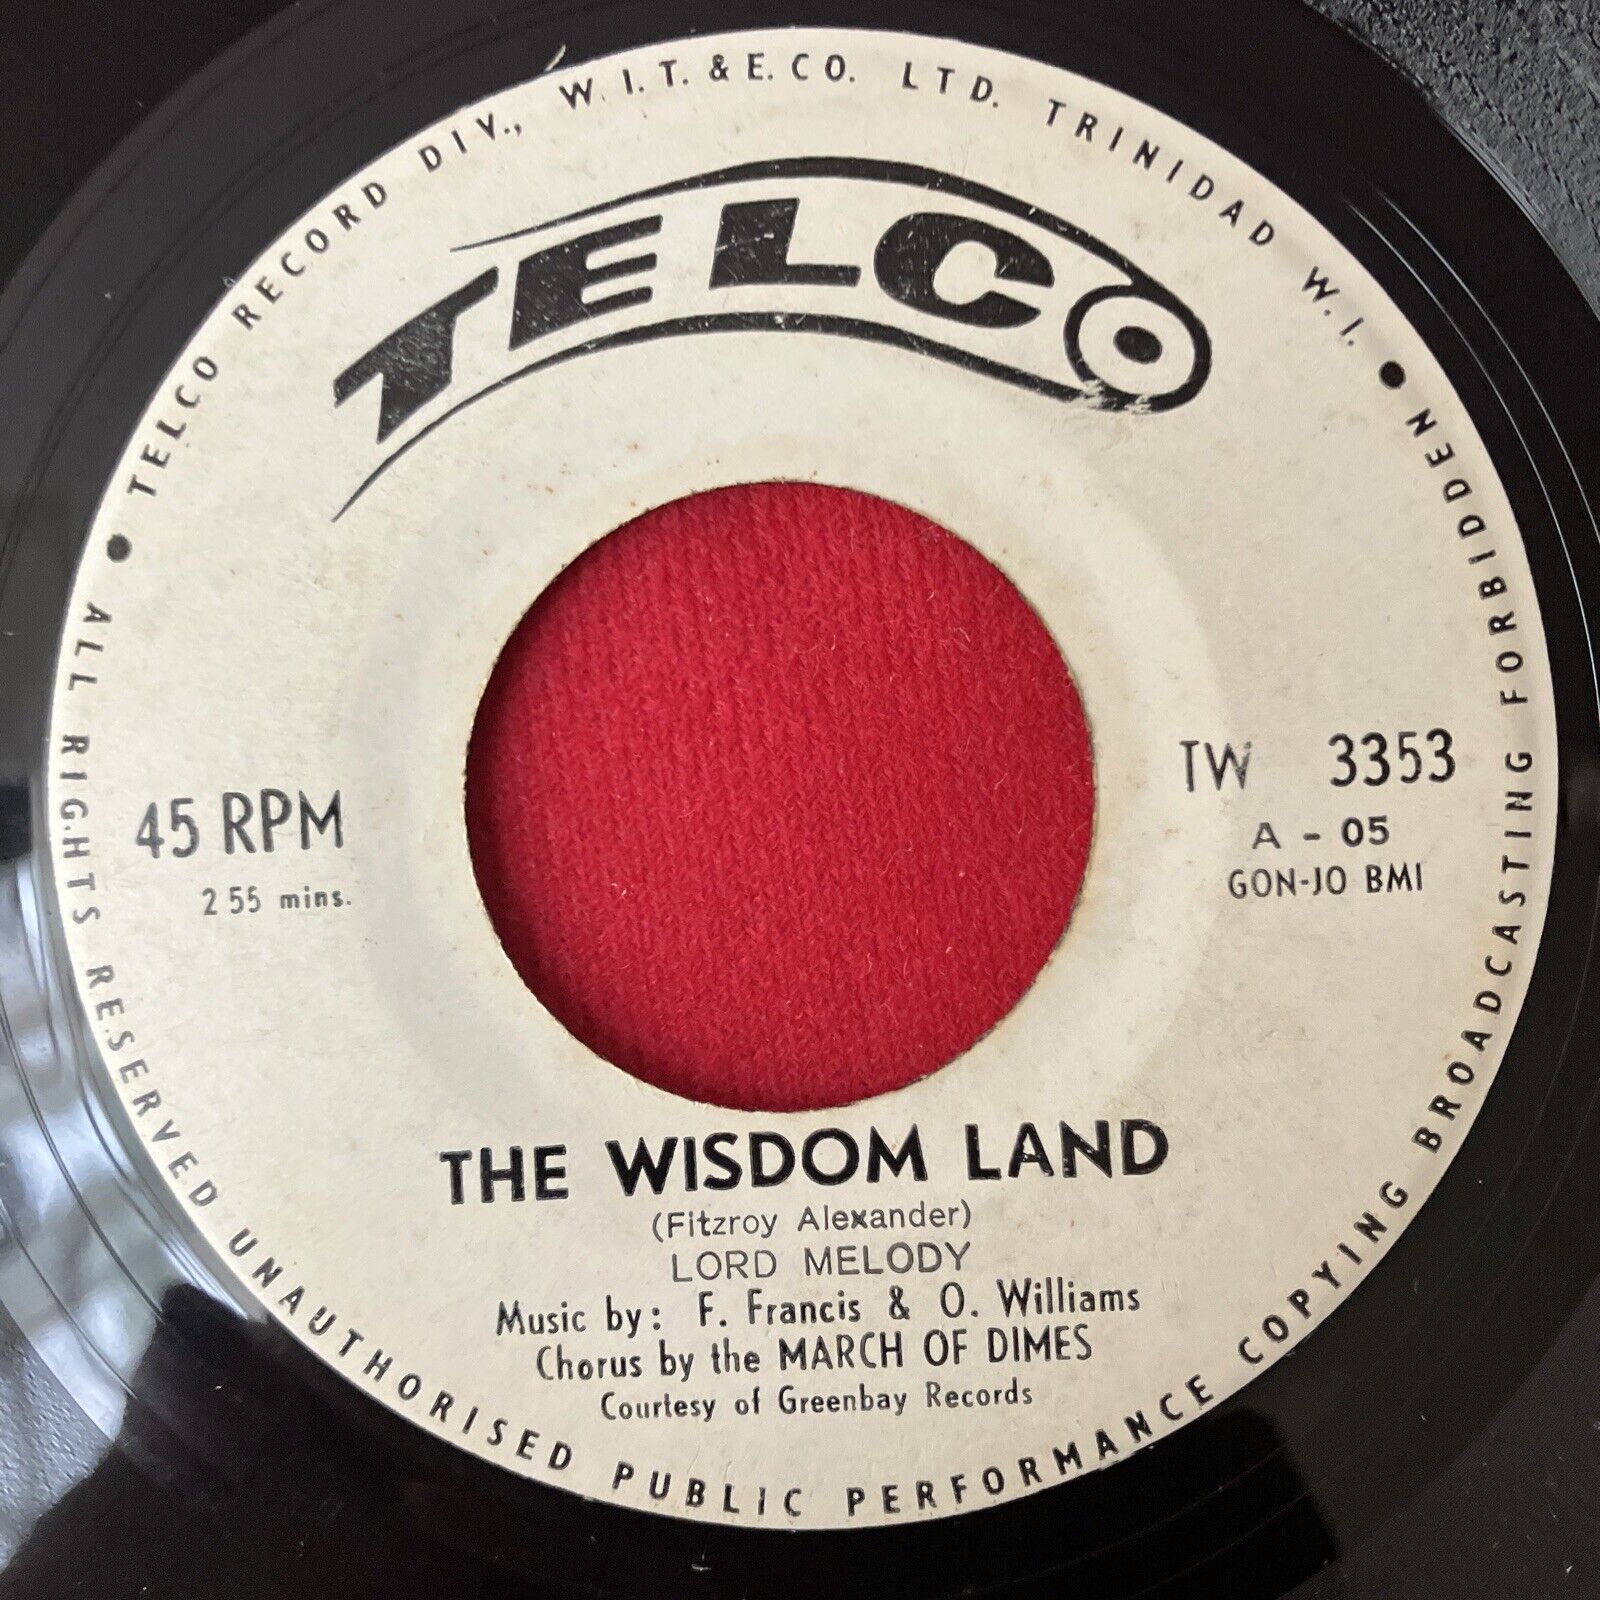 • TELCO RECORD DIV., W.I.T. & E. CO. LTD. TRINIDAD W.I. •
TELCO
45 RPM
2 55 mins.
TW 3353
A - 05
GON-JO BMI
THE WISDOM LAND
(Fitzroy Alexander)
LORD MELODY
Music by: F. Francis & O. Williams
Chorus by the MARCH OF DIMES
Courtesy of Greenbay Records
ALL RIGHTS RESERVED UNAUTHORISED PUBLIC PERFORMANCE COPYING BROADCASTING FORBIDDEN